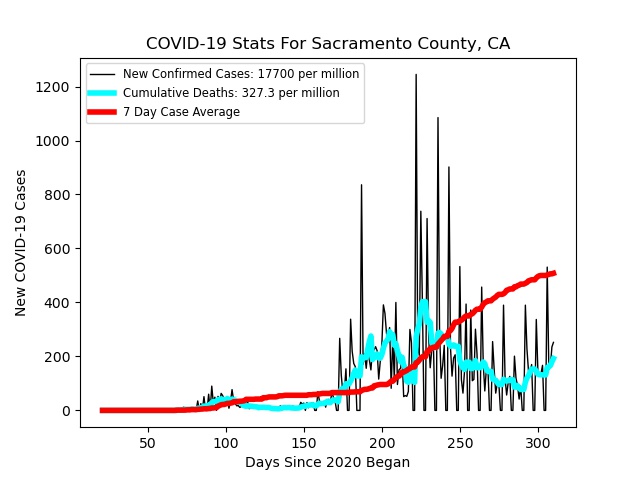 COVID-19 Stats For Sacramento County, CA
New Confirmed Cases: 17700 per million
Cumulative Deaths: 327.3 per million
7 Day Case Average
New COVID-19 Cases
1200
1000
800
600
400
200
0
50 100 150 200 250 300
Days Since 2020 Began